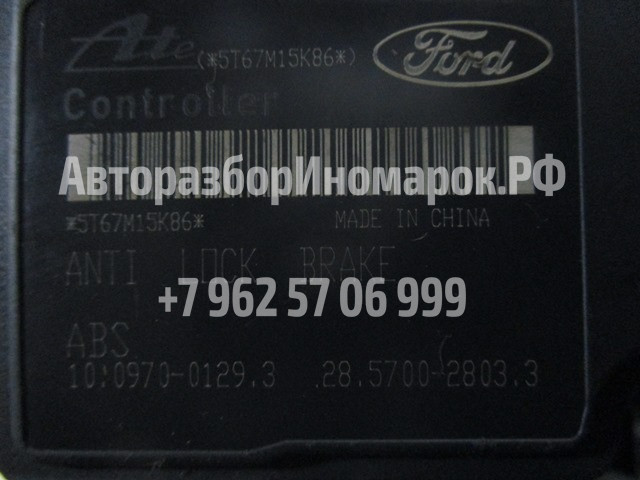 Ate (*5T67M15K86*) Ford
Controller
АвторазборИномарок.РФ
*5T67M15K86* MADE IN CHINA
ANTI LOCK BRAKE
+7 962 57 06 999
ABS
10.0970-0129.3 28.5700-2803.3